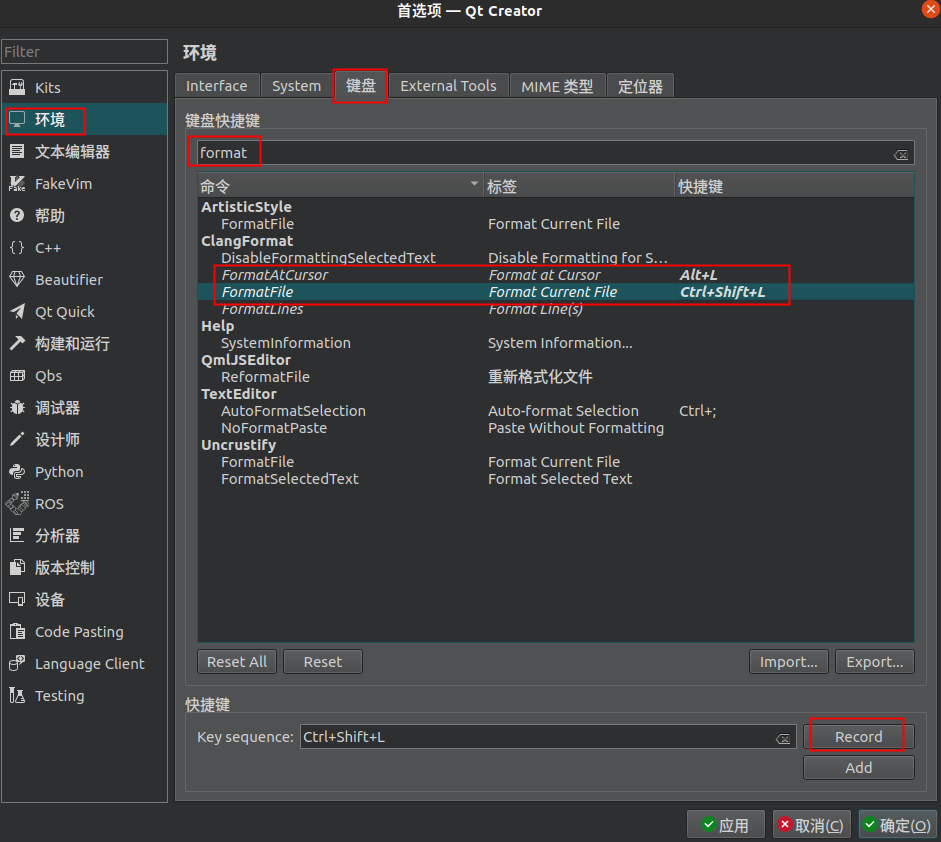 首选项 — Qt Creator
Filter
Kits
环境
文本编辑器
FakeVim
帮助
C++
Beautifier
Qt Quick
构建和运行
Qbs
调试器
设计师
Python
ROS
分析器
版本控制
设备
Code Pasting
Language Client
Testing
环境
Interface System 键盘 External Tools MIME 类型 定位器
键盘快捷键
format
命令 标签 快捷键
ArtisticStyle
FormatFile Format Current File
ClangFormat
DisableFormattingSelectedText Disable Formatting for S...
FormatAtCursor Format at Cursor Alt+L
FormatFile Format Current File Ctrl+Shift+L
FormatLines Format Line(s)
Help
SystemInformation System Information...
QmlJSEditor
ReformatFile 重新格式化文件
TextEditor
AutoFormatSelection Auto-format Selection Ctrl+;
NoFormatPaste Paste Without Formatting
Uncrustify
FormatFile Format Current File
FormatSelectedText Format Selected Text
Reset All Reset Import... Export...
快捷键
Key sequence: Ctrl+Shift+L Record
Add
应用 取消(C) 确定(O)